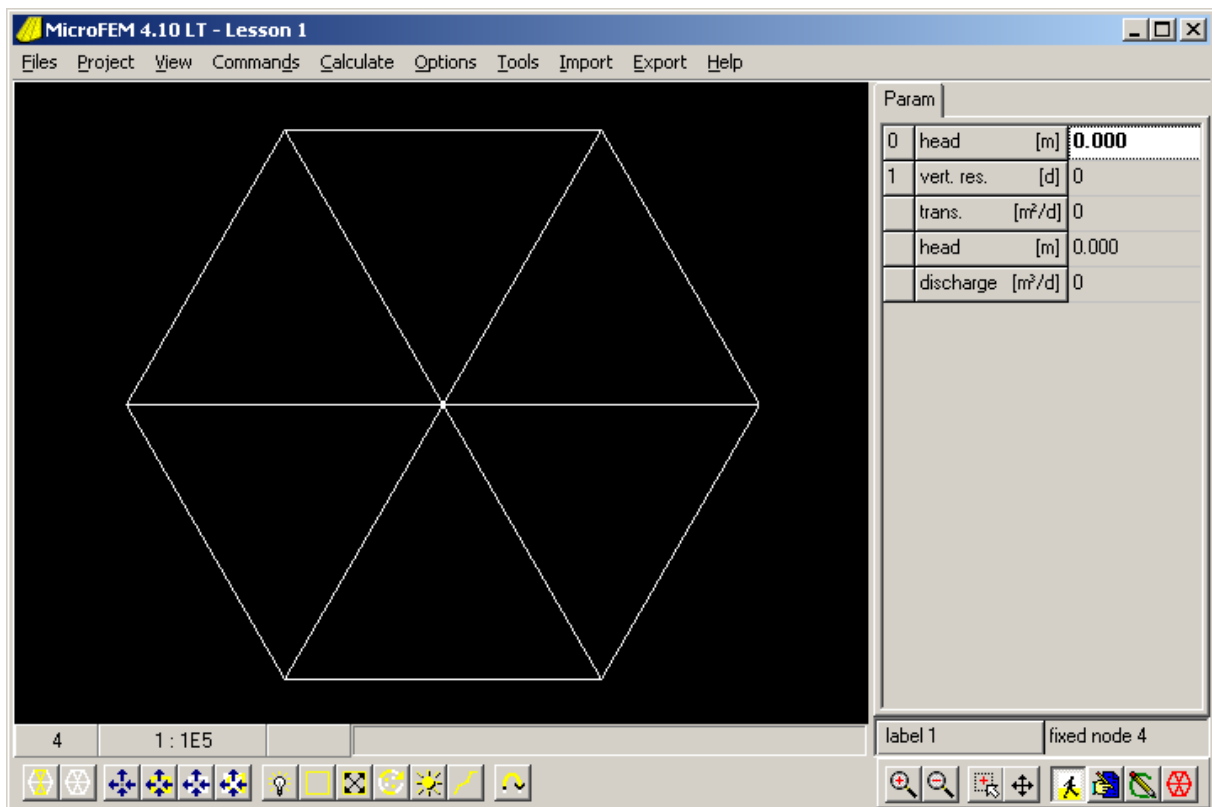 MicroFEM 4.10 LT - Lesson 1
Files Project View Commands Calculate Options Tools Import Export Help
Param
0 head [m] 0.000
1 vert. res. [d] 0
trans. [m²/d] 0
head [m] 0.000
discharge [m³/d] 0
4 1 : 1E5
label 1 fixed node 4